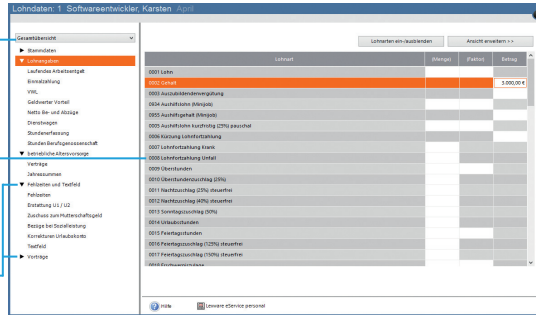 Lohndaten: 1 Softwareentwickler, Karsten April
Gesamtübersicht
Lohnarten ein-/ausblenden
Ansicht erweitern >>
▶ Stammdaten
▼ Lohnangaben
Laufendes Arbeitsentgelt
Einmalzahlung
VWL
Geldwerter Vorteil
Netto Be- und Abzüge
Dienstwagen
Stundenerfassung
Stunden Berufsgenossenschaft
▼ betriebliche Altersvorsorge
Verträge
Jahressummen
▼ Fehlzeiten und Textfeld
Fehlzeiten
Erstattung U1 / U2
Zuschuss zum Mutterschaftsgeld
Bezüge bei Sozialleistung
Korrekturen Urlaubskonto
Textfeld
▶ Vorträge
Lohnart (Menge) (Faktor) Betrag
0001 Lohn
0002 Gehalt 3.000,00 €
0003 Auszubildendenvergütung
0934 Aushilfslohn (Minijob)
0955 Aushilfsgehalt (Minijob)
0005 Aushilfslohn kurzfristig (25%) pauschal
0006 Kürzung Lohnfortzahlung
0007 Lohnfortzahlung Krank
0008 Lohnfortzahlung Unfall
0009 Überstunden
0010 Überstundenzuschlag (25%)
0011 Nachtzuschlag (25%) steuerfrei
0012 Nachtzuschlag (40%) steuerfrei
0013 Sonntagszuschlag (50%)
0014 Urlaubsstunden
0015 Feiertagsstunden
0016 Feiertagszuschlag (125%) steuerfrei
0017 Feiertagszuschlag (150%) steuerfrei
0018 Erschwerniszulage
Hilfe
Lexware eService personal